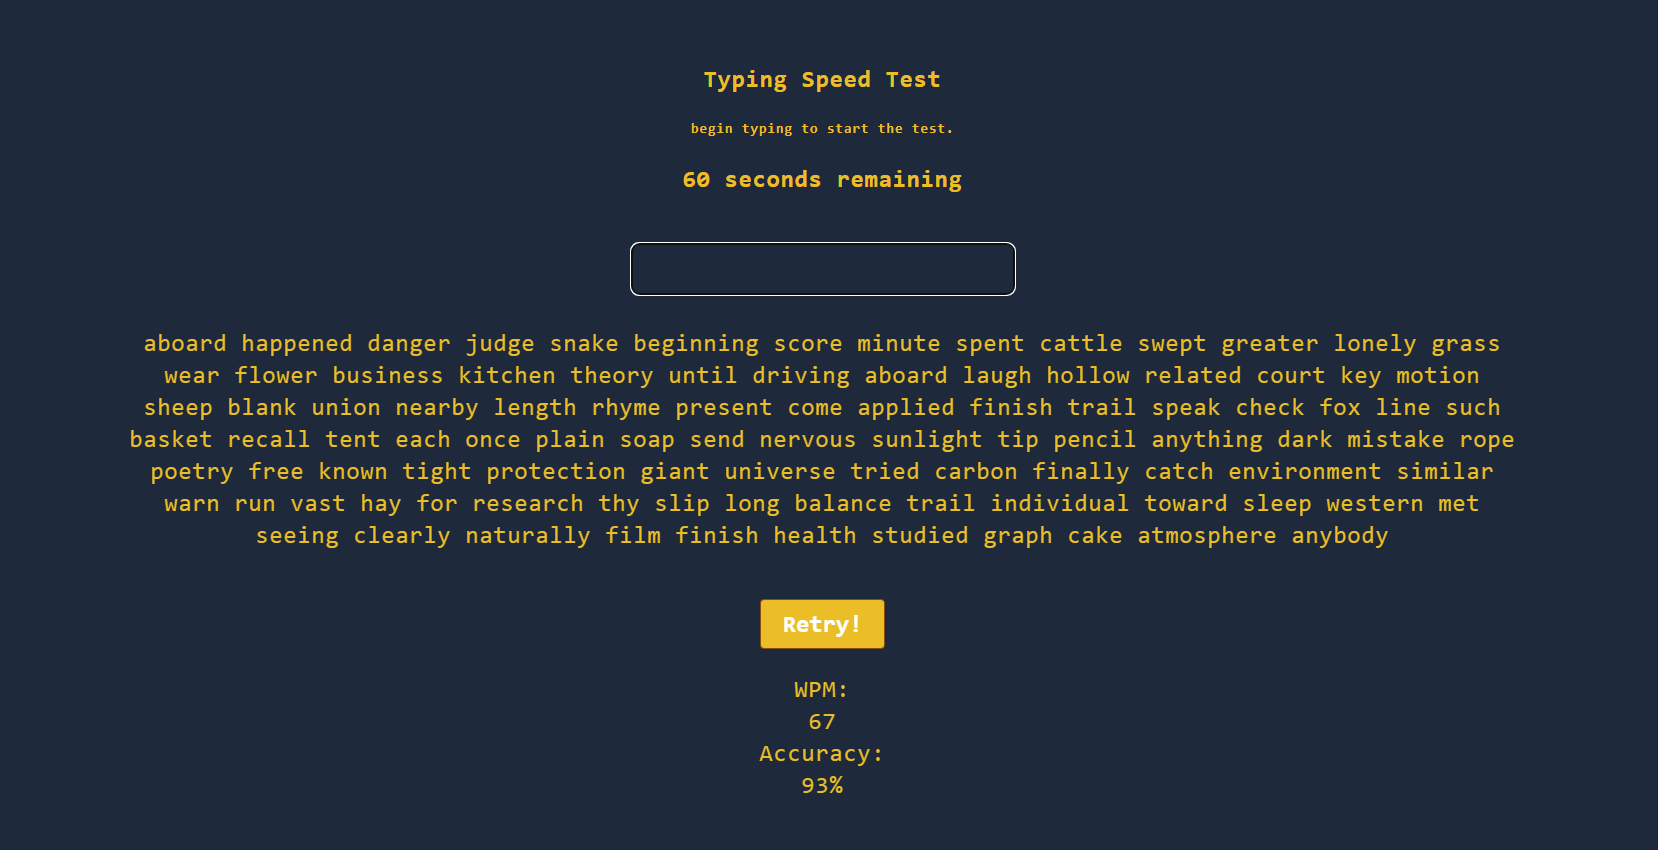 Typing Speed Test
begin typing to start the test.
60 seconds remaining
aboard happened danger judge snake beginning score minute spent cattle swept greater lonely grass
wear flower business kitchen theory until driving aboard laugh hollow related court key motion
sheep blank union nearby length rhyme present come applied finish trail speak check fox line such
basket recall tent each once plain soap send nervous sunlight tip pencil anything dark mistake rope
poetry free known tight protection giant universe tried carbon finally catch environment similar
warn run vast hay for research thy slip long balance trail individual toward sleep western met
seeing clearly naturally film finish health studied graph cake atmosphere anybody
Retry!
WPM:
67
Accuracy:
93%